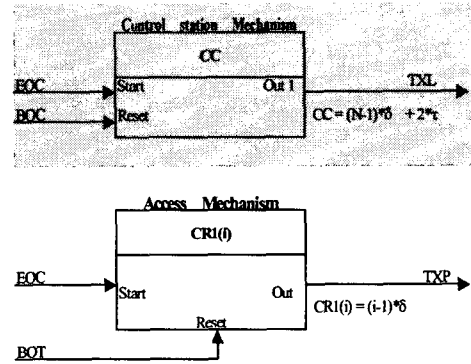 Control station Mechanism
CC
EOC
Start
Out 1
TXL
BOC
Reset
CC = (N-1)*δ + 2*τ
Access Mechanism
CR1(i)
EOC
Start
Out
TXP
CR1(i) = (i-1)*δ
Reset
BOT